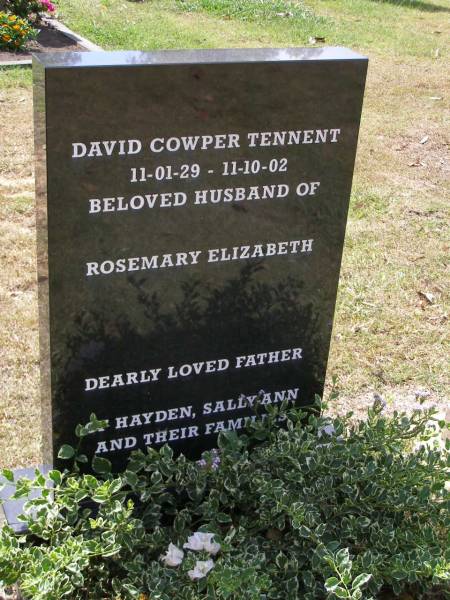 DAVID COWPER TENNENT
11-01-29 - 11-10-02
BELOVED HUSBAND OF
ROSEMARY ELIZABETH
DEARLY LOVED FATHER
HAYDEN, SALLY-ANN
AND THEIR FAMILIES